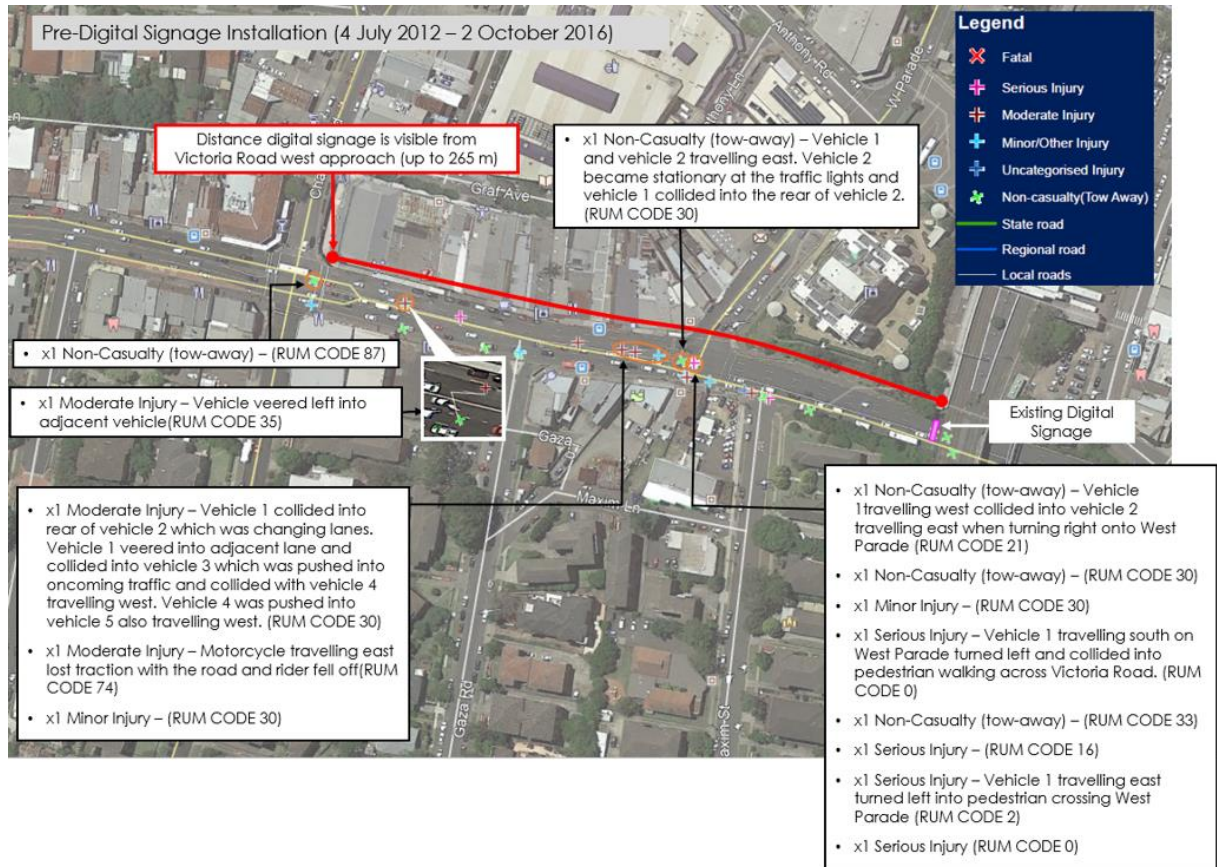 Pre-Digital Signage Installation (4 July 2012 – 2 October 2016)
Legend
Fatal
Serious Injury
Moderate Injury
Minor/Other Injury
Uncategorised Injury
Non-casualty(Tow Away)
State road
Regional road
Local roads
Anthony Rd
W Parade
Distance digital signage is visible from
Victoria Road west approach (up to 265 m)
• x1 Non-Casualty (tow-away) – Vehicle 1
and vehicle 2 travelling east. Vehicle 2
became stationary at the traffic lights and
vehicle 1 collided into the rear of vehicle 2.
(RUM CODE 30)
Graf Ave
• x1 Non-Casualty (tow-away) – (RUM CODE 87)
• x1 Moderate Injury – Vehicle veered left into
adjacent vehicle(RUM CODE 35)
Existing Digital
Signage
Gaza
Maxim Ln
Gaza Rd
• x1 Moderate Injury – Vehicle 1 collided into
rear of vehicle 2 which was changing lanes.
Vehicle 1 veered into adjacent lane and
collided into vehicle 3 which was pushed into
oncoming traffic and collided with vehicle 4
travelling west. Vehicle 4 was pushed into
vehicle 5 also travelling west. (RUM CODE 30)
• x1 Moderate Injury – Motorcycle travelling east
lost traction with the road and rider fell off(RUM
CODE 74)
• x1 Minor Injury – (RUM CODE 30)
axim St
• x1 Non-Casualty (tow-away) – Vehicle
1travelling west collided into vehicle 2
travelling east when turning right onto West
Parade (RUM CODE 21)
• x1 Non-Casualty (tow-away) – (RUM CODE 30)
• x1 Minor Injury – (RUM CODE 30)
• x1 Serious Injury – Vehicle 1 travelling south on
West Parade turned left and collided into
pedestrian walking across Victoria Road. (RUM
CODE 0)
• x1 Non-Casualty (tow-away) – (RUM CODE 33)
• x1 Serious Injury – (RUM CODE 16)
• x1 Serious Injury – Vehicle 1 travelling east
turned left into pedestrian crossing West
Parade (RUM CODE 2)
• x1 Serious Injury (RUM CODE 0)